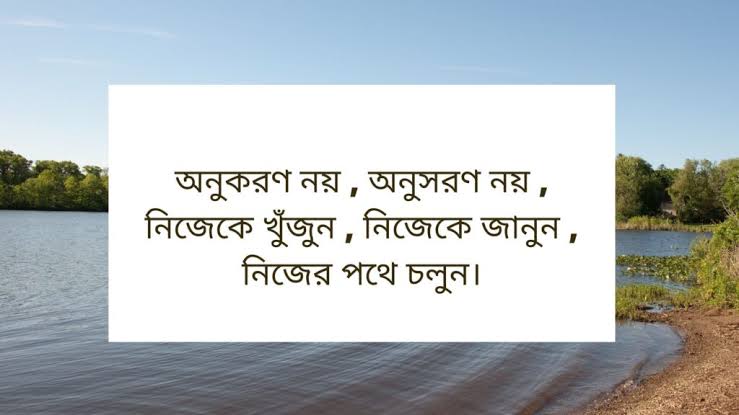 অনুকরণ নয় , অনুসরণ নয় ,
নিজেকে খুঁজুন , নিজেকে জানুন ,
নিজের পথে চলুন।